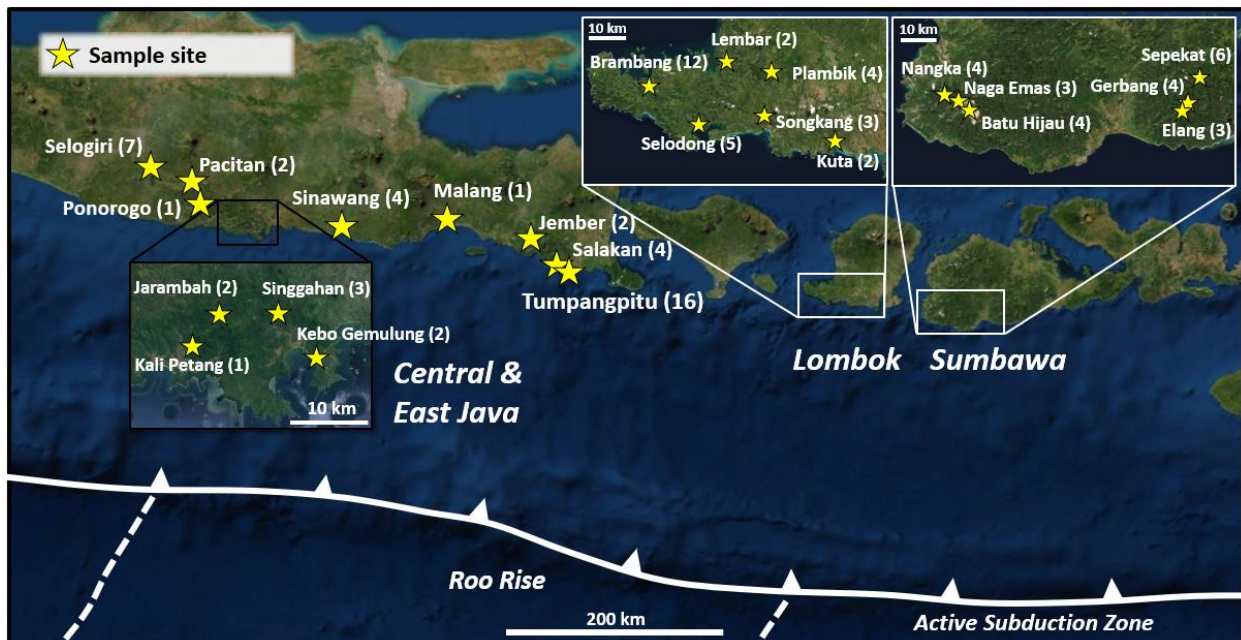 Sample site
Selogiri (7)
Pacitan (2)
Ponorogo (1)
Sinawang (4)
Malang (1)
Jember (2)
Salakan (4)
Tumpangpitu (16)
Jarambah (2)
Singgahan (3)
Kebo Gemulung (2)
Kali Petang (1)
10 km
Central &
East Java
10 km
Lembar (2)
Brambang (12)
Plambik (4)
Songkang (3)
Selodong (5)
Kuta (2)
10 km
Sepekat (6)
Nangka (4)
Gerbang (4)
Naga Emas (3)
Batu Hijau (4)
Elang (3)
Lombok
Sumbawa
Roo Rise
200 km
Active Subduction Zone